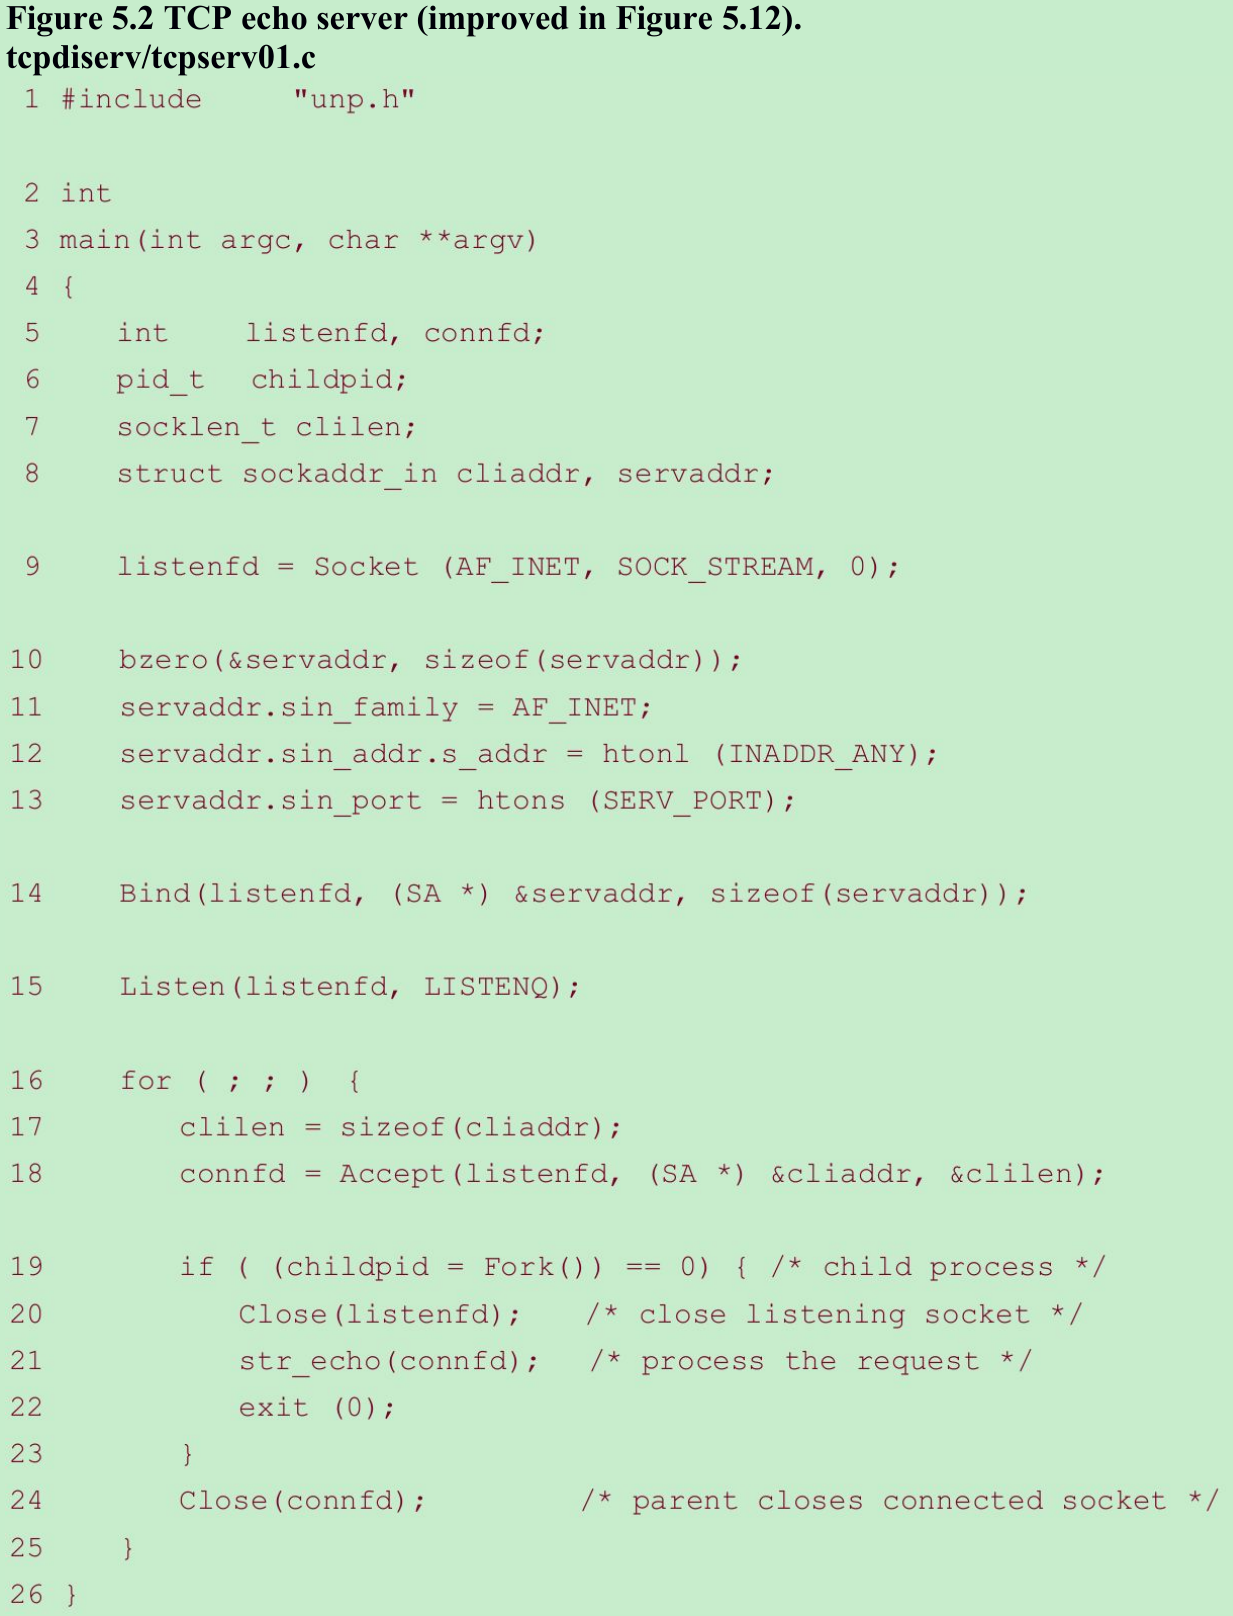 Figure 5.2 TCP echo server (improved in Figure 5.12).
tcpdiserv/tcpserv01.c
1 #include "unp.h"
2 int
3 main(int argc, char **argv)
4 {
5 int listenfd, connfd;
6 pid_t childpid;
7 socklen_t clilen;
8 struct sockaddr_in cliaddr, servaddr;
9 listenfd = Socket (AF_INET, SOCK_STREAM, 0);
10 bzero(&servaddr, sizeof(servaddr));
11 servaddr.sin_family = AF_INET;
12 servaddr.sin_addr.s_addr = htonl (INADDR_ANY);
13 servaddr.sin_port = htons (SERV_PORT);
14 Bind(listenfd, (SA *) &servaddr, sizeof(servaddr));
15 Listen(listenfd, LISTENQ);
16 for ( ; ; ) {
17 clilen = sizeof(cliaddr);
18 connfd = Accept(listenfd, (SA *) &cliaddr, &clilen);
19 if ( (childpid = Fork()) == 0) { /* child process */
20 Close(listenfd); /* close listening socket */
21 str_echo(connfd); /* process the request */
22 exit (0);
23 }
24 Close(connfd); /* parent closes connected socket */
25 }
26 }